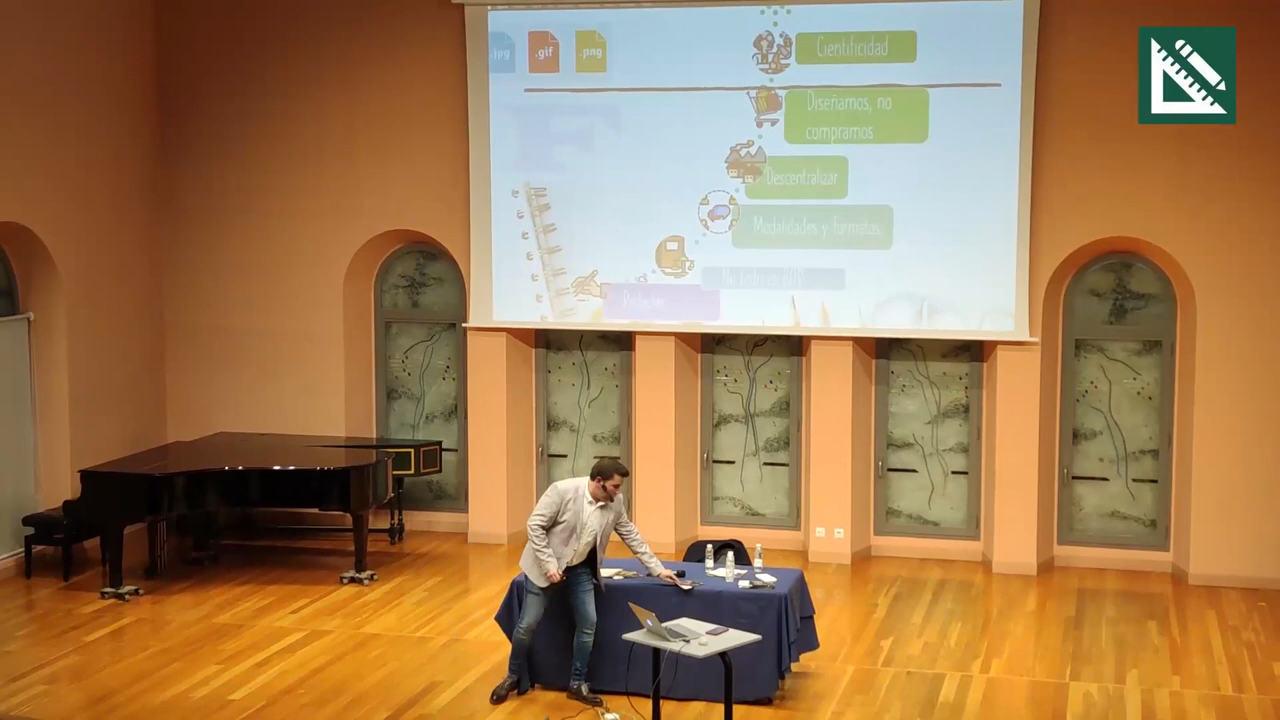 .jpg
.gif
.png
Cientificidad
Diseñamos, no
compramos
Descentralizar
Modalidades y formatos
F